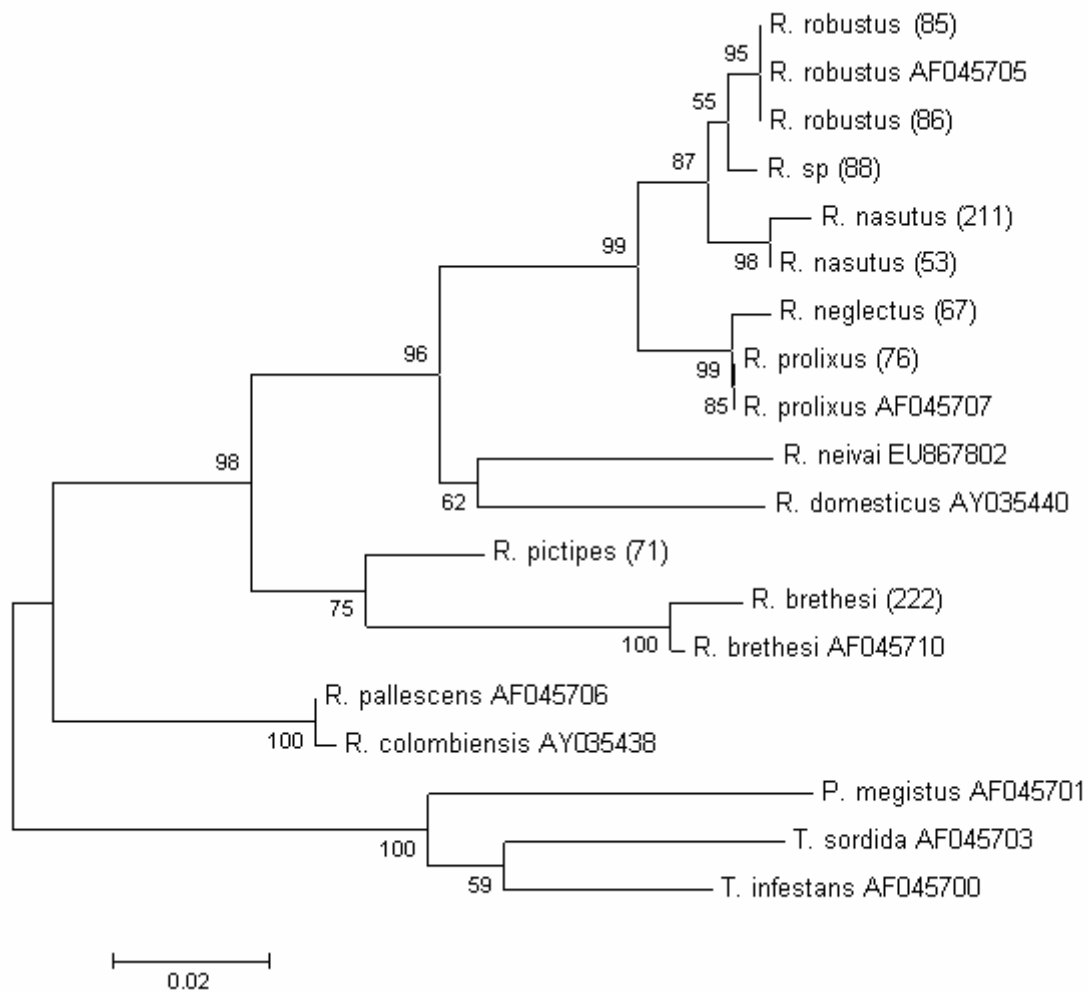 R. robustus (85)
95
R. robustus AF045705
55
R. robustus (86)
87
R. sp (88)
R. nasutus (211)
99
98
R. nasutus (53)
R. neglectus (67)
96
R. prolixus (76)
99
85
R. prolixus AF045707
98
R. neivai EU867802
62
R. domesticus AY035440
R. pictipes (71)
75
R. brethesi (222)
100
R. brethesi AF045710
R. pallescens AF045706
100
R. colombiensis AY035438
P. megistus AF045701
100
T. sordida AF045703
59
T. infestans AF045700
0.02